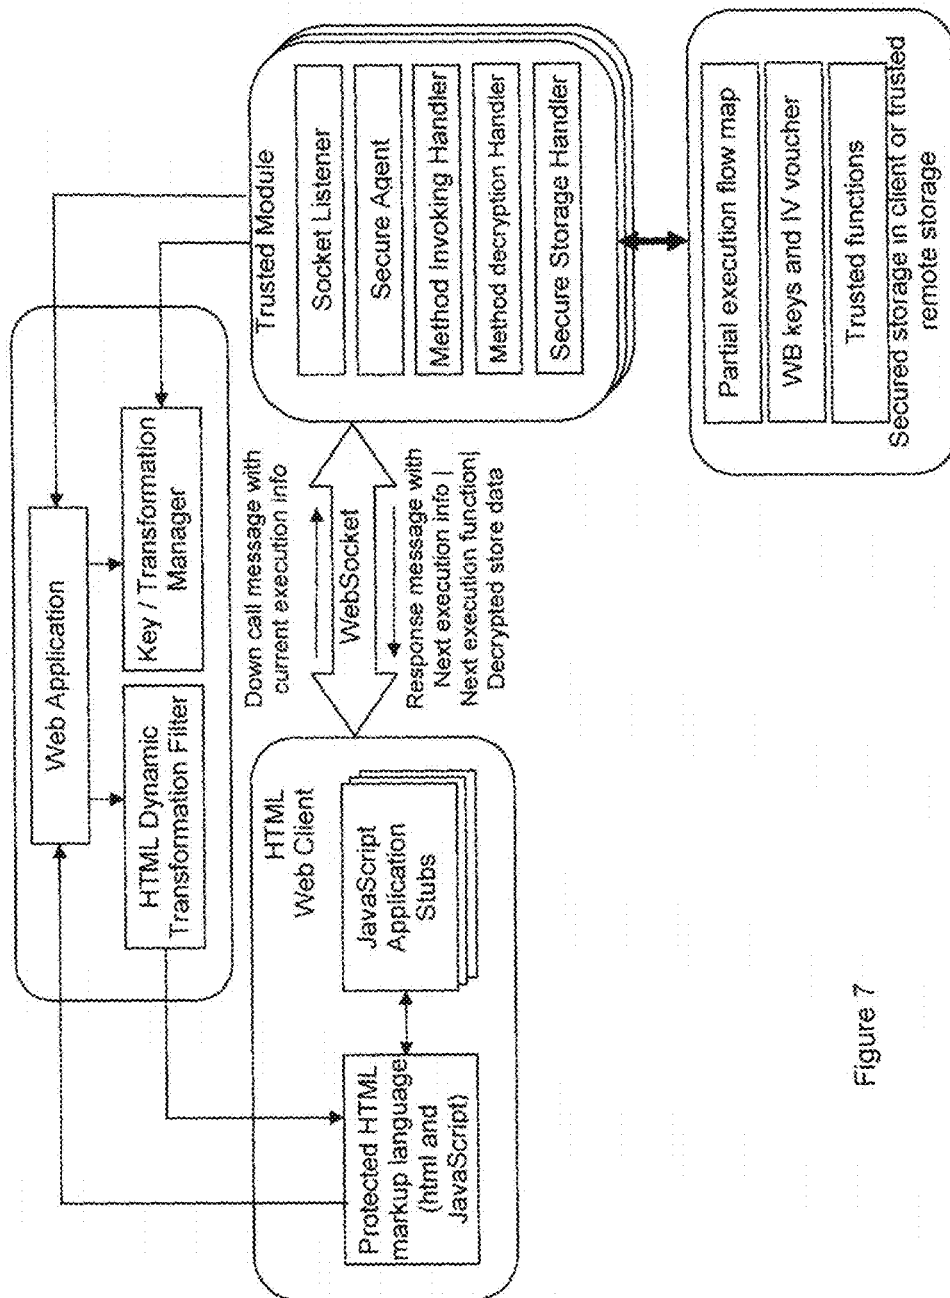 Web Application
HTML Dynamic
Transformation Filter
Key / Transformation
Manager
HTML
Web Client
Protected HTML
markup language
(html and
JavaScript)
JavaScript
Application
Stubs
Down call message with
current execution info
WebSocket
Response message with
Next execution info |
Next execution function|
Decrypted store data
Trusted Module
Socket Listener
Secure Agent
Method Invoking Handler
Method decryption Handler
Secure Storage Handler
Partial execution flow map
WB keys and IV voucher
Trusted functions
Secured storage in client or trusted
remote storage
Figure 7